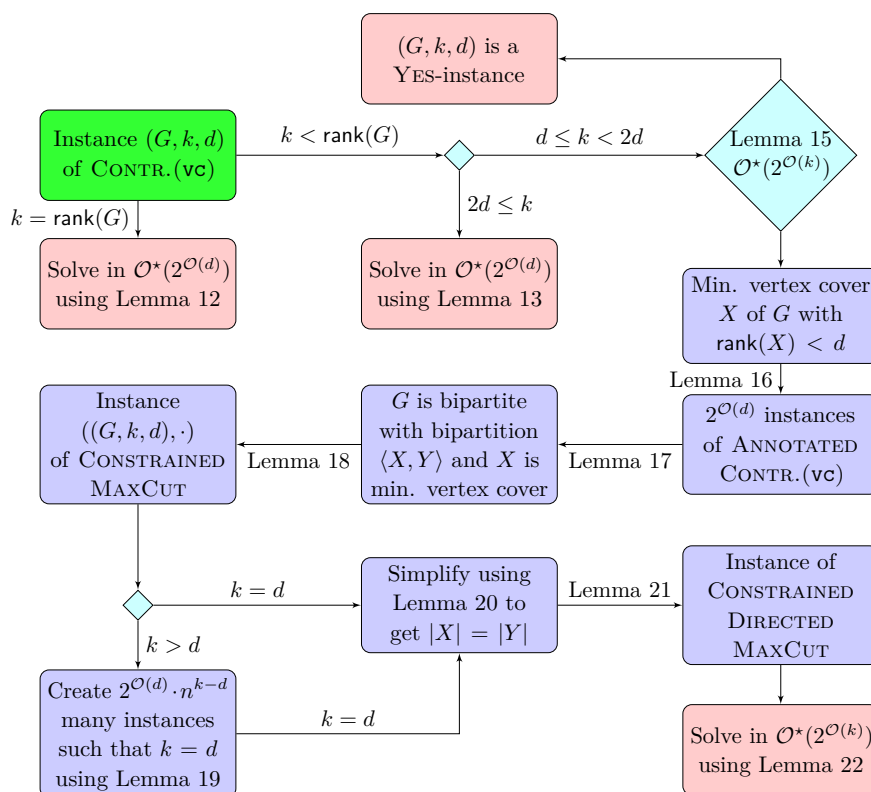 (G, k, d) is a
YES-instance
Instance (G, k, d)
of CONTR.(vc)
k < rank(G)
d ≤ k < 2d
Lemma 15
𝒪⋆(2^{𝒪(k)})
k = rank(G)
2d ≤ k
Solve in 𝒪⋆(2^{𝒪(d)})
using Lemma 12
Solve in 𝒪⋆(2^{𝒪(d)})
using Lemma 13
Min. vertex cover
X of G with
rank(X) < d
Lemma 16
2^{𝒪(d)} instances
of ANNOTATED
CONTR.(vc)
Lemma 17
G is bipartite
with bipartition
⟨X, Y⟩ and X is
min. vertex cover
Lemma 18
Instance
((G, k, d), ·)
of CONSTRAINED
MAXCUT
k = d
k > d
Simplify using
Lemma 20 to
get |X| = |Y|
Lemma 21
Instance of
CONSTRAINED
DIRECTED
MAXCUT
Create 2^{𝒪(d)} · n^{k−d}
many instances
such that k = d
using Lemma 19
k = d
Solve in 𝒪⋆(2^{𝒪(k)})
using Lemma 22